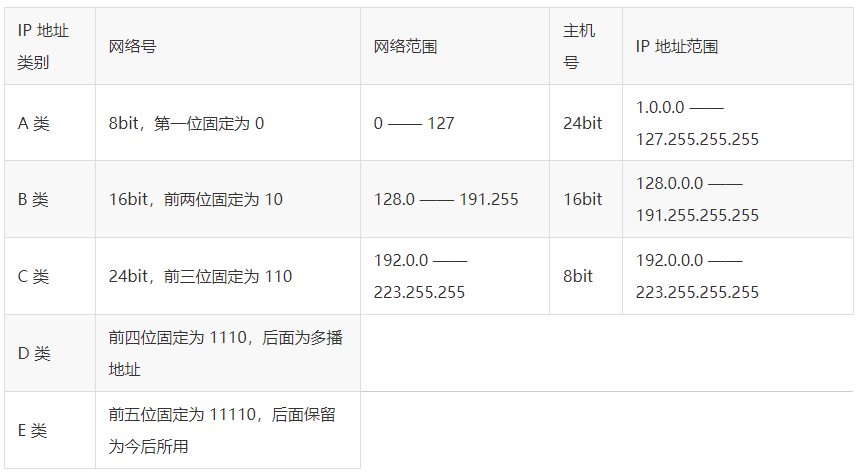 IP 地址
类别
网络号
网络范围
主机
号
IP 地址范围
A 类
8bit，第一位固定为 0
0 —— 127
24bit
1.0.0.0 ——
127.255.255.255
B 类
16bit，前两位固定为 10
128.0 —— 191.255
16bit
128.0.0.0 ——
191.255.255.255
C 类
24bit，前三位固定为 110
192.0.0 ——
223.255.255
8bit
192.0.0.0 ——
223.255.255.255
D 类
前四位固定为 1110，后面为多播
地址
E 类
前五位固定为 11110，后面保留
为今后所用